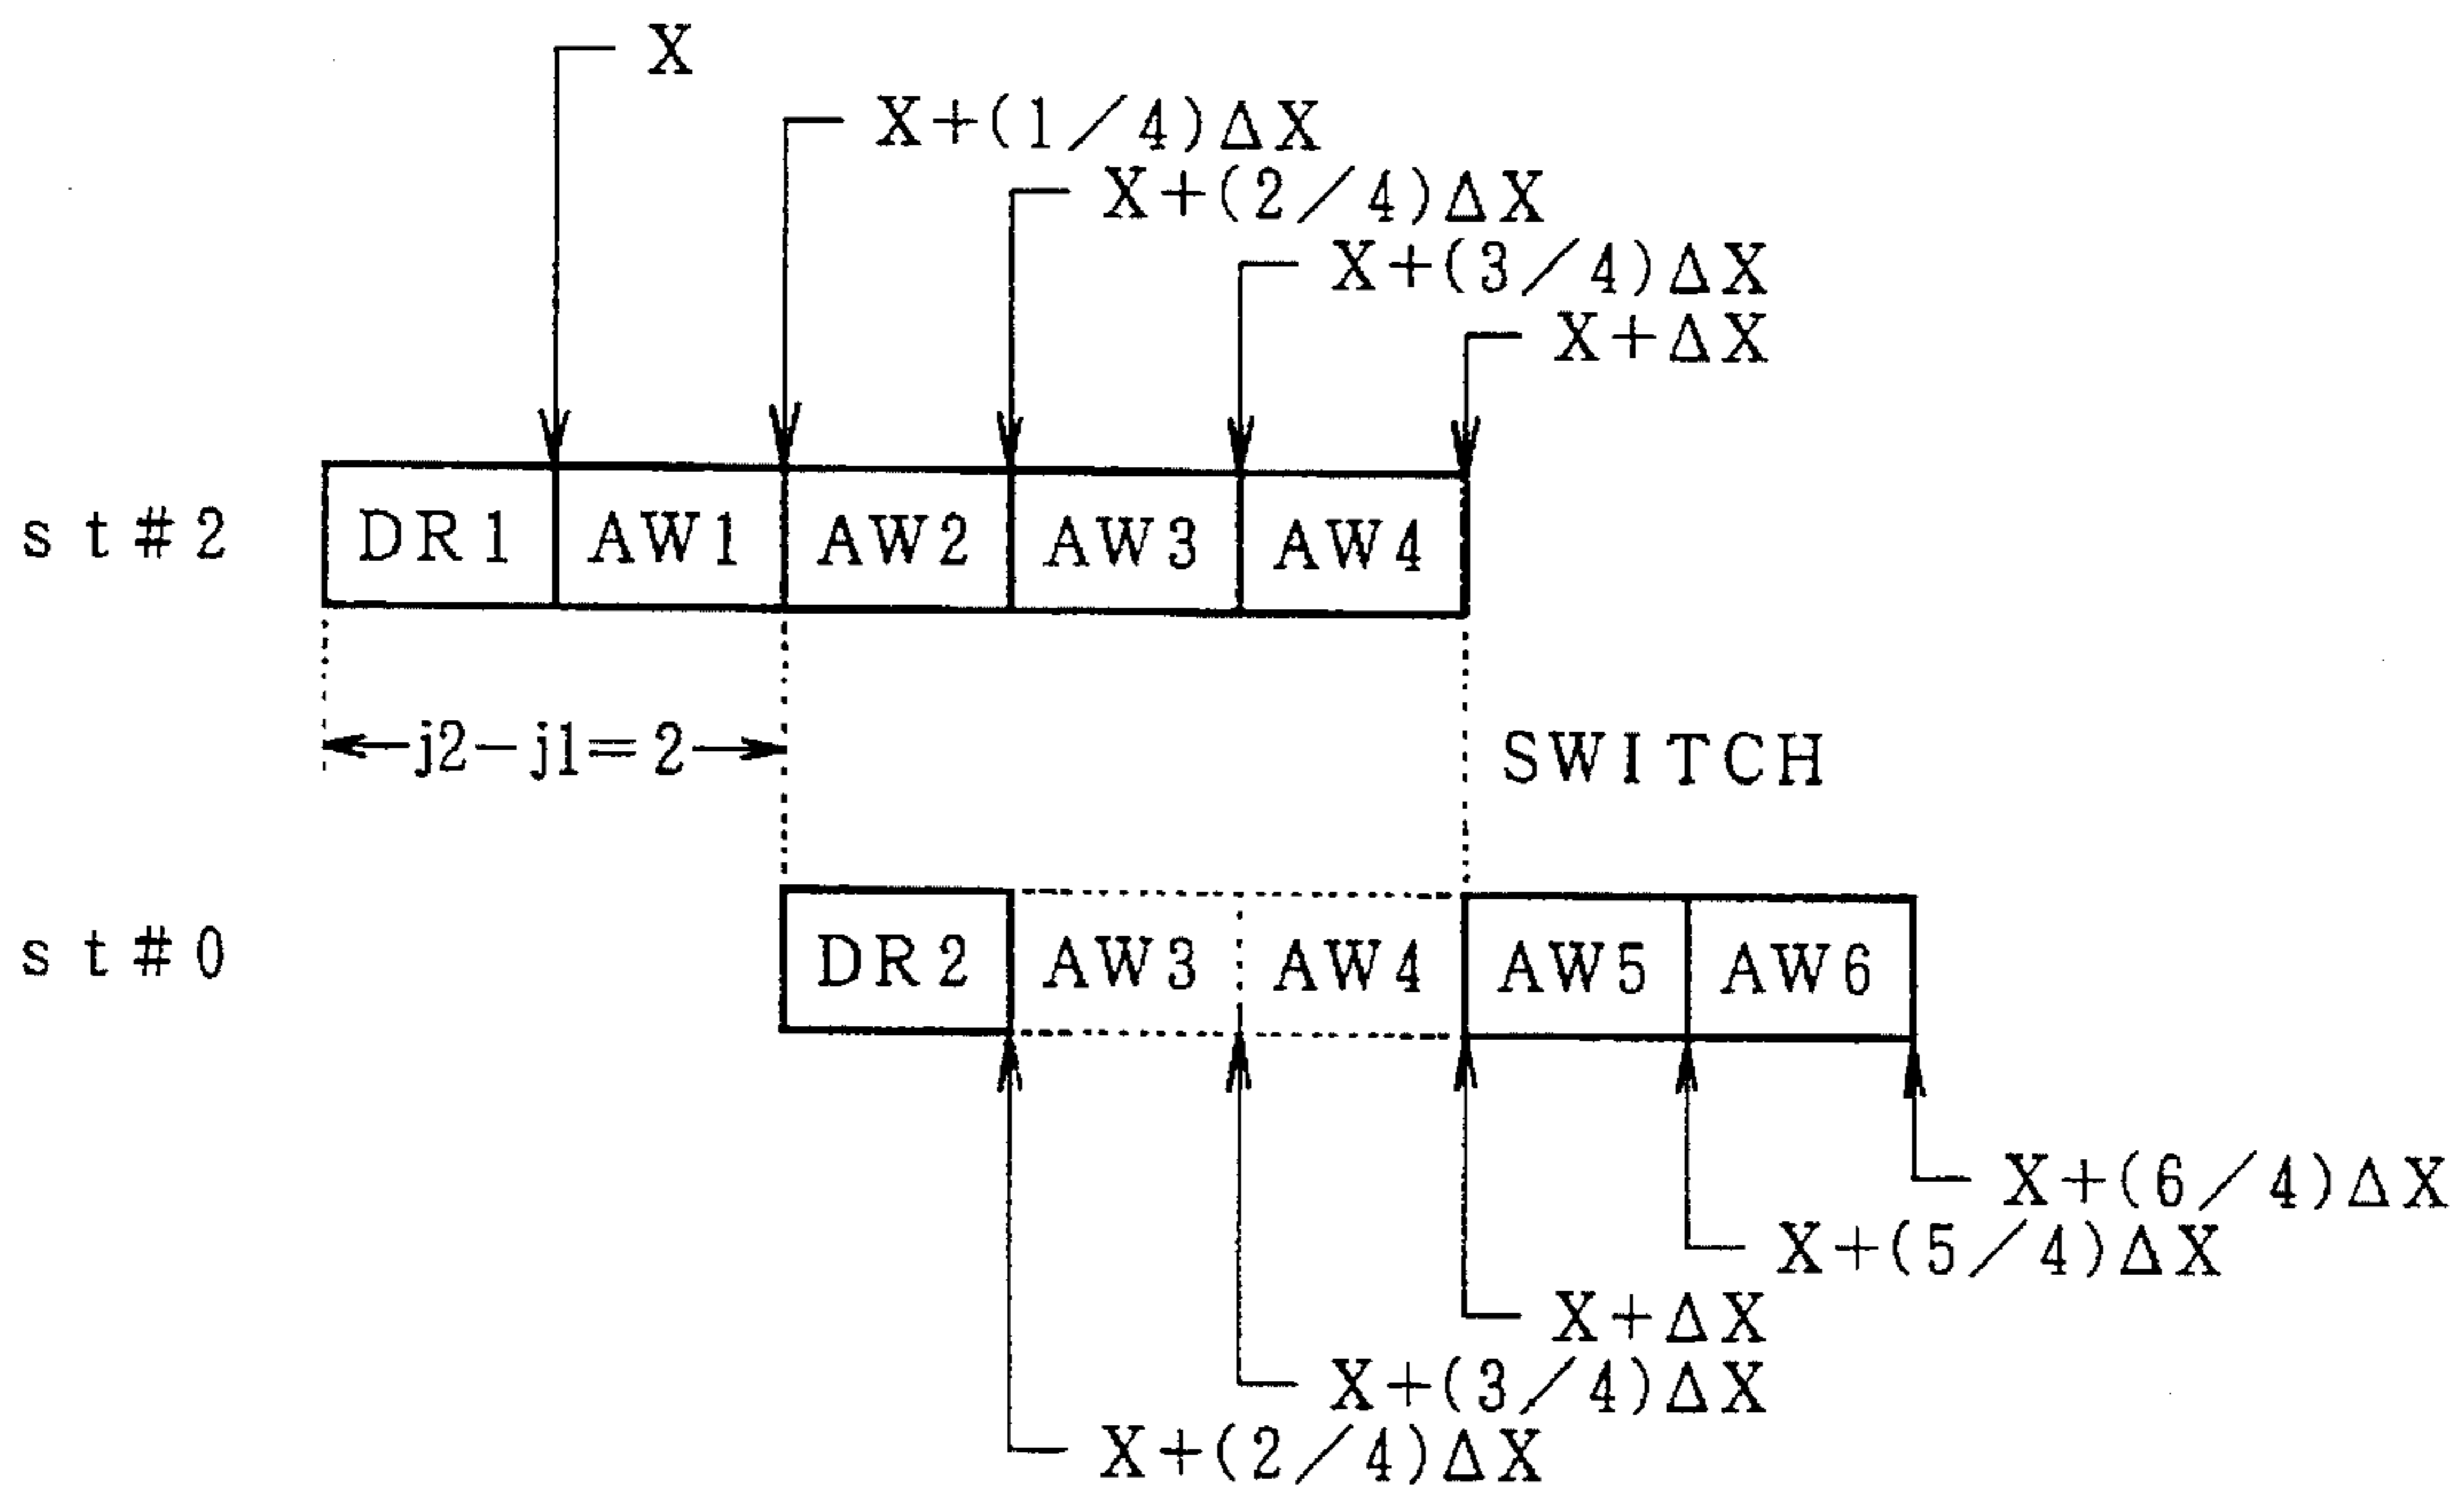 X
X+(1/4)ΔX
X+(2/4)ΔX
X+(3/4)ΔX
X+ΔX
st#2 DR1 AW1 AW2 AW3 AW4
j2-j1=2 SWITCH
st#0 DR2 AW3 AW4 AW5 AW6
X+(6/4)ΔX
X+(5/4)ΔX
X+ΔX
X+(3/4)ΔX
X+(2/4)ΔX